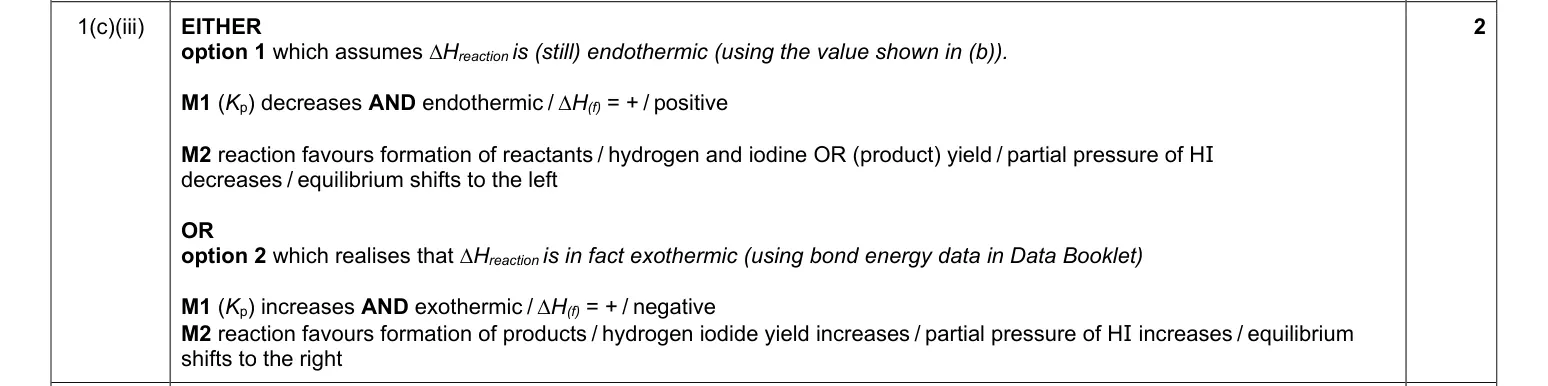 1(c)(iii)
EITHER
2
option 1 which assumes ΔHreaction is (still) endothermic (using the value shown in (b)).
M1 (Kp) decreases AND endothermic / ΔH(f) = + / positive
M2 reaction favours formation of reactants / hydrogen and iodine OR (product) yield / partial pressure of HI
decreases / equilibrium shifts to the left
OR
option 2 which realises that ΔHreaction is in fact exothermic (using bond energy data in Data Booklet)
M1 (Kp) increases AND exothermic / ΔH(f) = + / negative
M2 reaction favours formation of products / hydrogen iodide yield increases / partial pressure of HI increases / equilibrium
shifts to the right